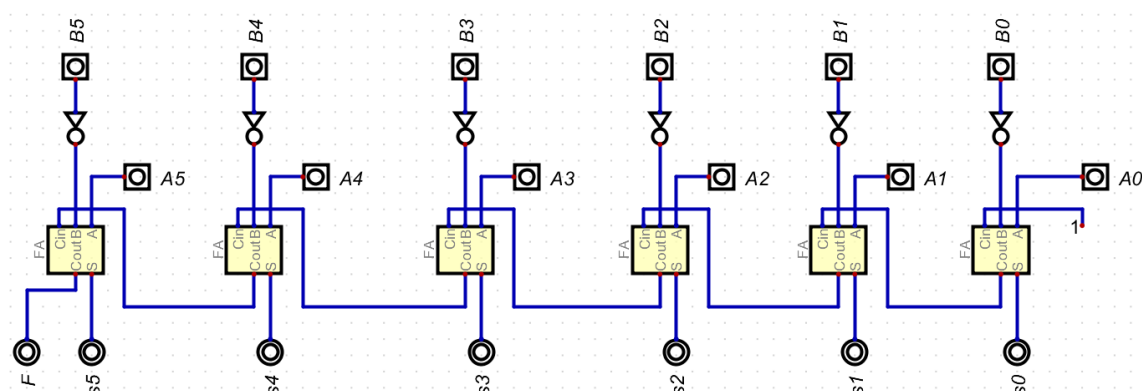 B5 B4 B3 B2 B1 B0
A5 A4 A3 A2 A1 A0
FA Cin B A FA Cin B A FA Cin B A FA Cin B A FA Cin B A FA Cin B A 1
Cout S Cout S Cout S Cout S Cout S Cout S
F s5 s4 s3 s2 s1 s0